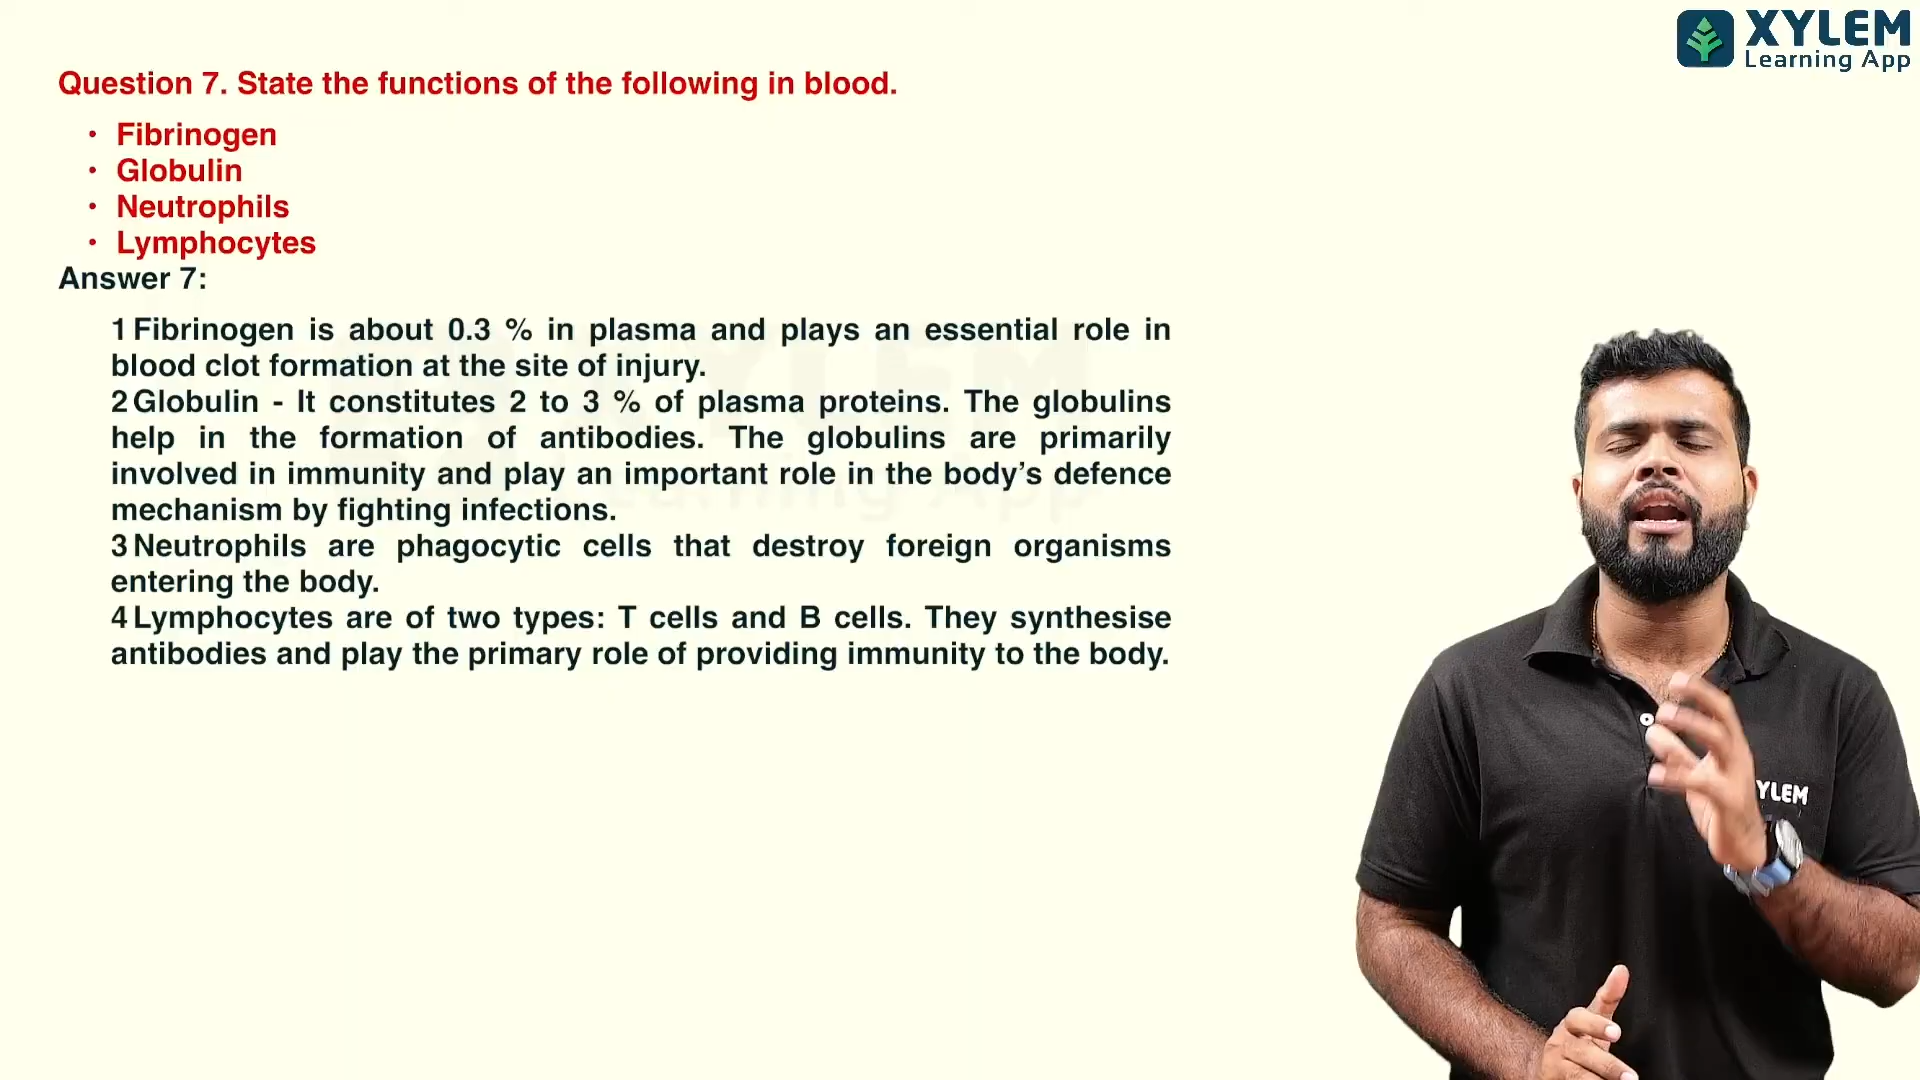 XYLEM
Learning App
Question 7. State the functions of the following in blood.
• Fibrinogen
• Globulin
• Neutrophils
• Lymphocytes
Answer 7:
1 Fibrinogen is about 0.3 % in plasma and plays an essential role in
blood clot formation at the site of injury.
2 Globulin - It constitutes 2 to 3 % of plasma proteins. The globulins
help in the formation of antibodies. The globulins are primarily
involved in immunity and play an important role in the body’s defence
mechanism by fighting infections.
3 Neutrophils are phagocytic cells that destroy foreign organisms
entering the body.
4 Lymphocytes are of two types: T cells and B cells. They synthesise
antibodies and play the primary role of providing immunity to the body.
YLEM